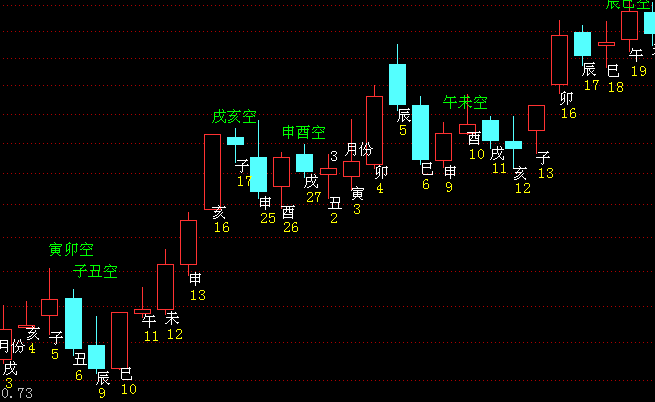 辰巳空
戌亥空
申酉空
午未空
寅卯空
子丑空
月份
戌
3
亥
4
子
5
丑
6
辰
9
巳
10
午
11
未
12
申
13
亥
16
子
17
申
25
酉
26
戌
27
3 月份
丑
2
寅
3
卯
4
辰
5
巳
6
申
9
酉
10
戌
11
亥
12
子
13
卯
16
辰
17
巳
18
午
19
0.73